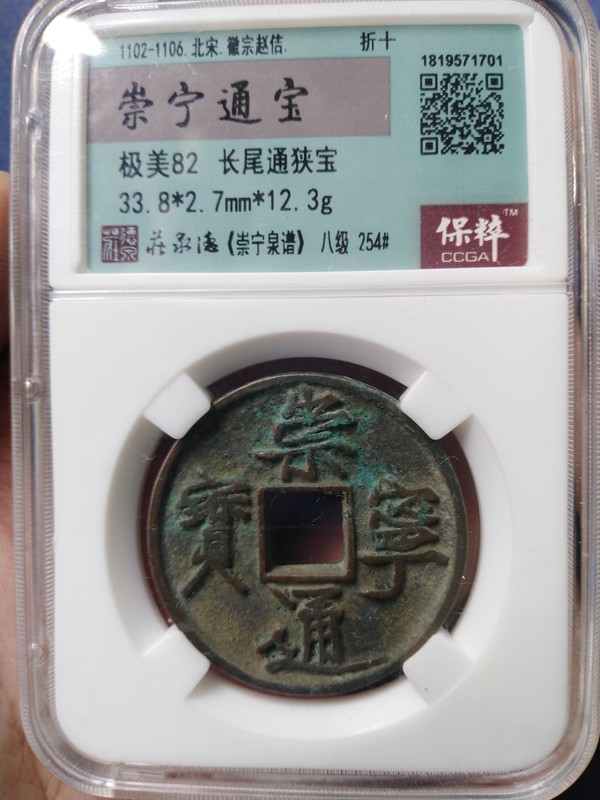 1102-1106.北宋.徽宗赵佶. 折十
1819571701
崇宁通宝
极美82 长尾通狭宝
33.8*2.7mm*12.3g
《崇宁泉谱》 八级 254#
保粹™
CCGA
崇
寶 寧
通